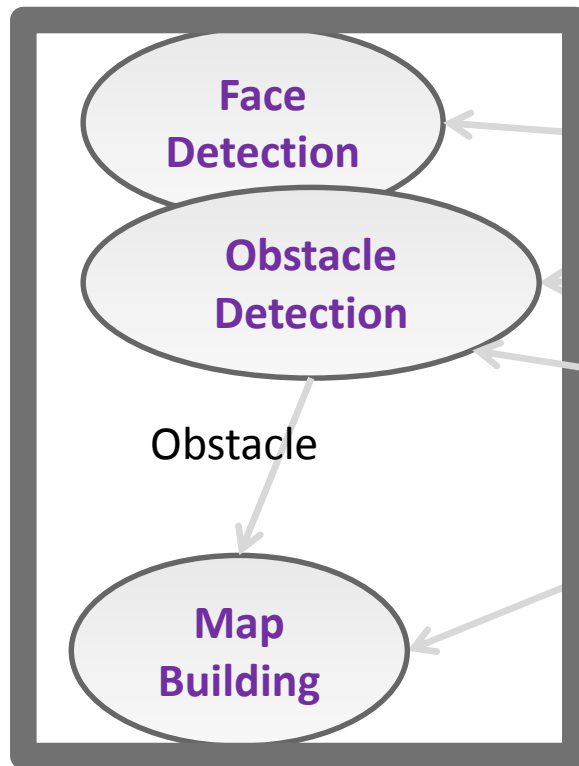 Face
Detection
Obstacle
Detection
Obstacle
Map
Building